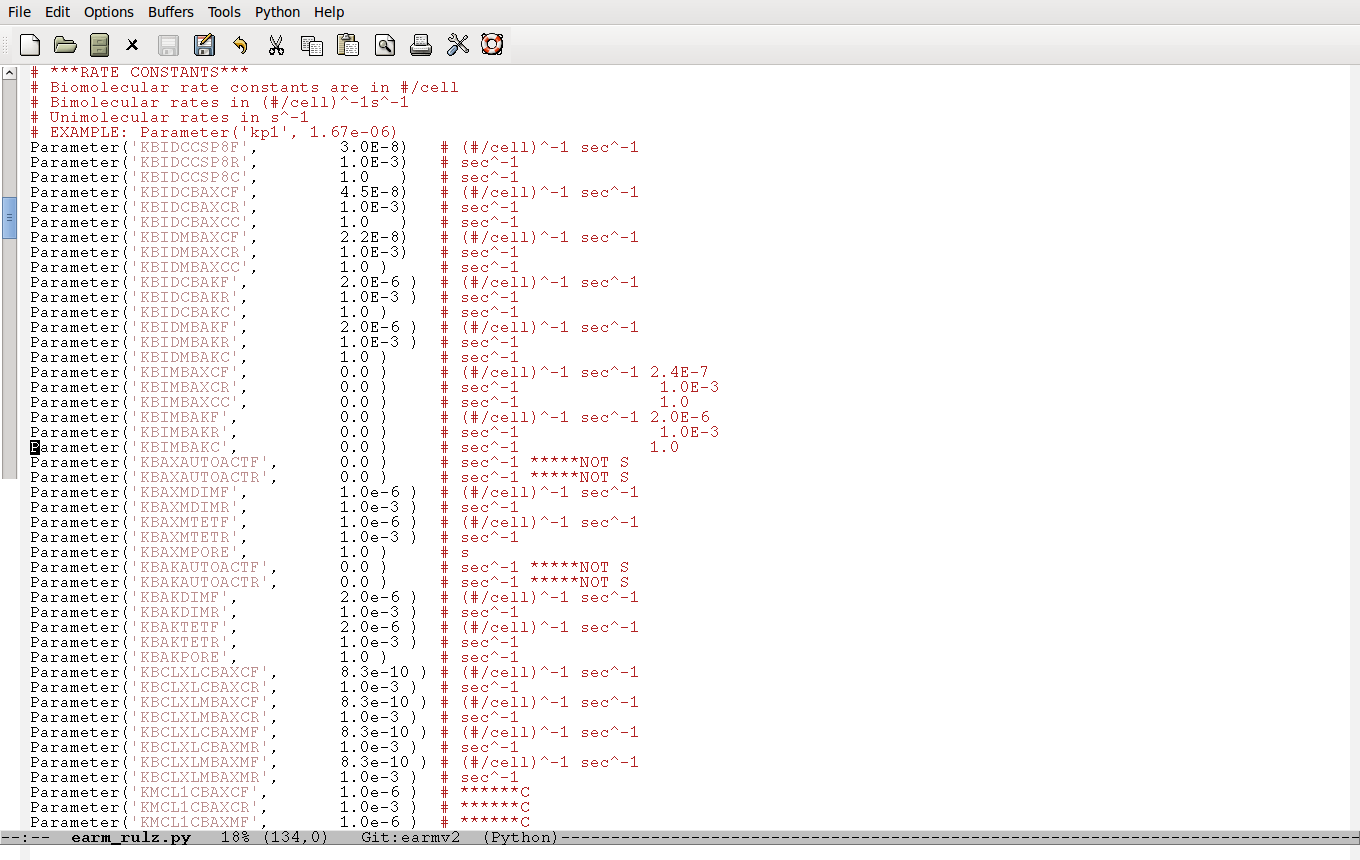 File Edit Options Buffers Tools Python Help
# ***RATE CONSTANTS***
# Biomolecular rate constants are in #/cell
# Bimolecular rates in (#/cell)^-1s^-1
# Unimolecular rates in s^-1
# EXAMPLE: Parameter('kp1', 1.67e-06)
Parameter('KBIDCCSP8F', 3.0E-8) # (#/cell)^-1 sec^-1
Parameter('KBIDCCSP8R', 1.0E-3) # sec^-1
Parameter('KBIDCCSP8C', 1.0 ) # sec^-1
Parameter('KBIDCBAXCF', 4.5E-8) # (#/cell)^-1 sec^-1
Parameter('KBIDCBAXCR', 1.0E-3) # sec^-1
Parameter('KBIDCBAXCC', 1.0 ) # sec^-1
Parameter('KBIDMBAXCF', 2.2E-8) # (#/cell)^-1 sec^-1
Parameter('KBIDMBAXCR', 1.0E-3) # sec^-1
Parameter('KBIDMBAXCC', 1.0 ) # sec^-1
Parameter('KBIDCBAKF', 2.0E-6 ) # (#/cell)^-1 sec^-1
Parameter('KBIDCBAKR', 1.0E-3 ) # sec^-1
Parameter('KBIDCBAKC', 1.0 ) # sec^-1
Parameter('KBIDMBAKF', 2.0E-6 ) # (#/cell)^-1 sec^-1
Parameter('KBIDMBAKR', 1.0E-3 ) # sec^-1
Parameter('KBIDMBAKC', 1.0 ) # sec^-1
Parameter('KBIMBAXCF', 0.0 ) # (#/cell)^-1 sec^-1 2.4E-7
Parameter('KBIMBAXCR', 0.0 ) # sec^-1 1.0E-3
Parameter('KBIMBAXCC', 0.0 ) # sec^-1 1.0
Parameter('KBIMBAKF', 0.0 ) # (#/cell)^-1 sec^-1 2.0E-6
Parameter('KBIMBAKR', 0.0 ) # sec^-1 1.0E-3
Parameter('KBIMBAKC', 0.0 ) # sec^-1 1.0
Parameter('KBAXAUTOACTF', 0.0 ) # sec^-1 *****NOT S
Parameter('KBAXAUTOACTR', 0.0 ) # sec^-1 *****NOT S
Parameter('KBAXMDIMF', 1.0e-6 ) # (#/cell)^-1 sec^-1
Parameter('KBAXMDIMR', 1.0e-3 ) # sec^-1
Parameter('KBAXMTETF', 1.0e-6 ) # (#/cell)^-1 sec^-1
Parameter('KBAXMTETR', 1.0e-3 ) # sec^-1
Parameter('KBAXMPORE', 1.0 ) # s
Parameter('KBAKAUTOACTF', 0.0 ) # sec^-1 *****NOT S
Parameter('KBAKAUTOACTR', 0.0 ) # sec^-1 *****NOT S
Parameter('KBAKDIMF', 2.0e-6 ) # (#/cell)^-1 sec^-1
Parameter('KBAKDIMR', 1.0e-3 ) # sec^-1
Parameter('KBAKTETF', 2.0e-6 ) # (#/cell)^-1 sec^-1
Parameter('KBAKTETR', 1.0e-3 ) # sec^-1
Parameter('KBAKPORE', 1.0 ) # sec^-1
Parameter('KBCLXLCBAXCF', 8.3e-10 ) # (#/cell)^-1 sec^-1
Parameter('KBCLXLCBAXCR', 1.0e-3 ) # sec^-1
Parameter('KBCLXLMBAXCF', 8.3e-10 ) # (#/cell)^-1 sec^-1
Parameter('KBCLXLMBAXCR', 1.0e-3 ) # sec^-1
Parameter('KBCLXLCBAXMF', 8.3e-10 ) # (#/cell)^-1 sec^-1
Parameter('KBCLXLCBAXMR', 1.0e-3 ) # sec^-1
Parameter('KBCLXLMBAXMF', 8.3e-10 ) # (#/cell)^-1 sec^-1
Parameter('KBCLXLMBAXMR', 1.0e-3 ) # sec^-1
Parameter('KMCL1CBAXCF', 1.0e-6 ) # ******C
Parameter('KMCL1CBAXCR', 1.0e-3 ) # ******C
Parameter('KMCL1CBAXMF', 1.0e-6 ) # ******C
--:-- earm_rulz.py 18% (134,0) Git:earmv2 (Python)--------------------------------------------------------------------------------